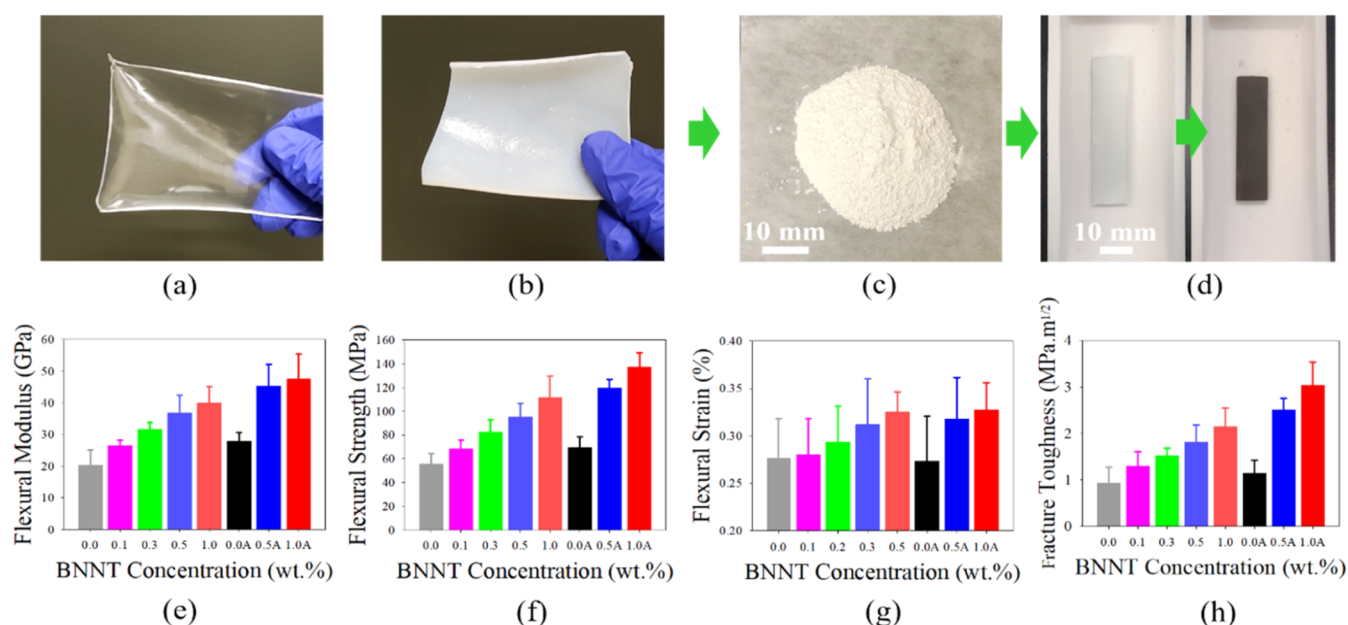 10 mm
10 mm
(a)
(b)
(c)
(d)
Flexural Modulus (GPa)
60
50
40
30
20
10
0
0.0 0.1 0.3 0.5 1.0 0.0A 0.5A 1.0A
BNNT Concentration (wt.%)
(e)
Flexural Strength (MPa)
160
140
120
100
80
60
40
20
0
0.0 0.1 0.3 0.5 1.0 0.0A 0.5A 1.0A
BNNT Concentration (wt.%)
(f)
Flexural Strain (%)
0.40
0.35
0.30
0.25
0.20
0.0 0.1 0.2 0.3 0.5 0.0A 0.5A 1.0A
BNNT Concentration (wt.%)
(g)
Fracture Toughness (MPa.m1/2)
4
3
2
1
0
0.0 0.1 0.3 0.5 1.0 0.0A 0.5A 1.0A
BNNT Concentration (wt.%)
(h)